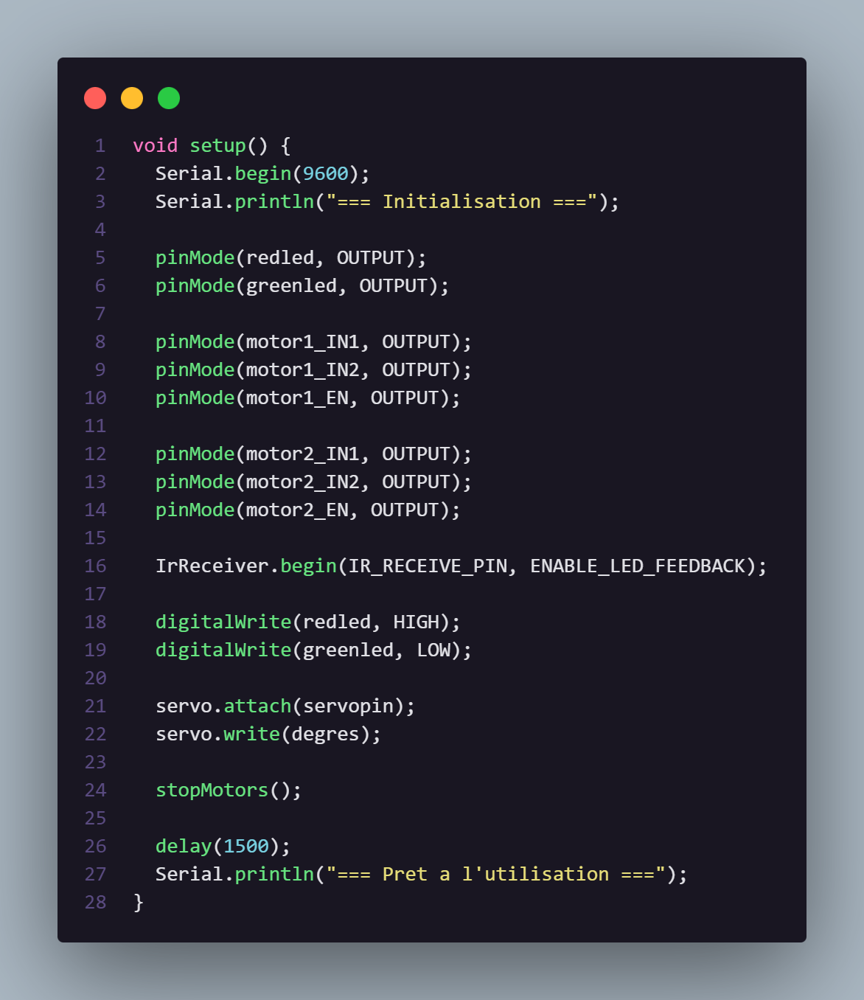 1 void setup() {
2 Serial.begin(9600);
3 Serial.println("=== Initialisation ===");
4
5 pinMode(redled, OUTPUT);
6 pinMode(greenled, OUTPUT);
7
8 pinMode(motor1_IN1, OUTPUT);
9 pinMode(motor1_IN2, OUTPUT);
10 pinMode(motor1_EN, OUTPUT);
11
12 pinMode(motor2_IN1, OUTPUT);
13 pinMode(motor2_IN2, OUTPUT);
14 pinMode(motor2_EN, OUTPUT);
15
16 IrReceiver.begin(IR_RECEIVE_PIN, ENABLE_LED_FEEDBACK);
17
18 digitalWrite(redled, HIGH);
19 digitalWrite(greenled, LOW);
20
21 servo.attach(servopin);
22 servo.write(degres);
23
24 stopMotors();
25
26 delay(1500);
27 Serial.println("=== Pret a l'utilisation ===");
28 }